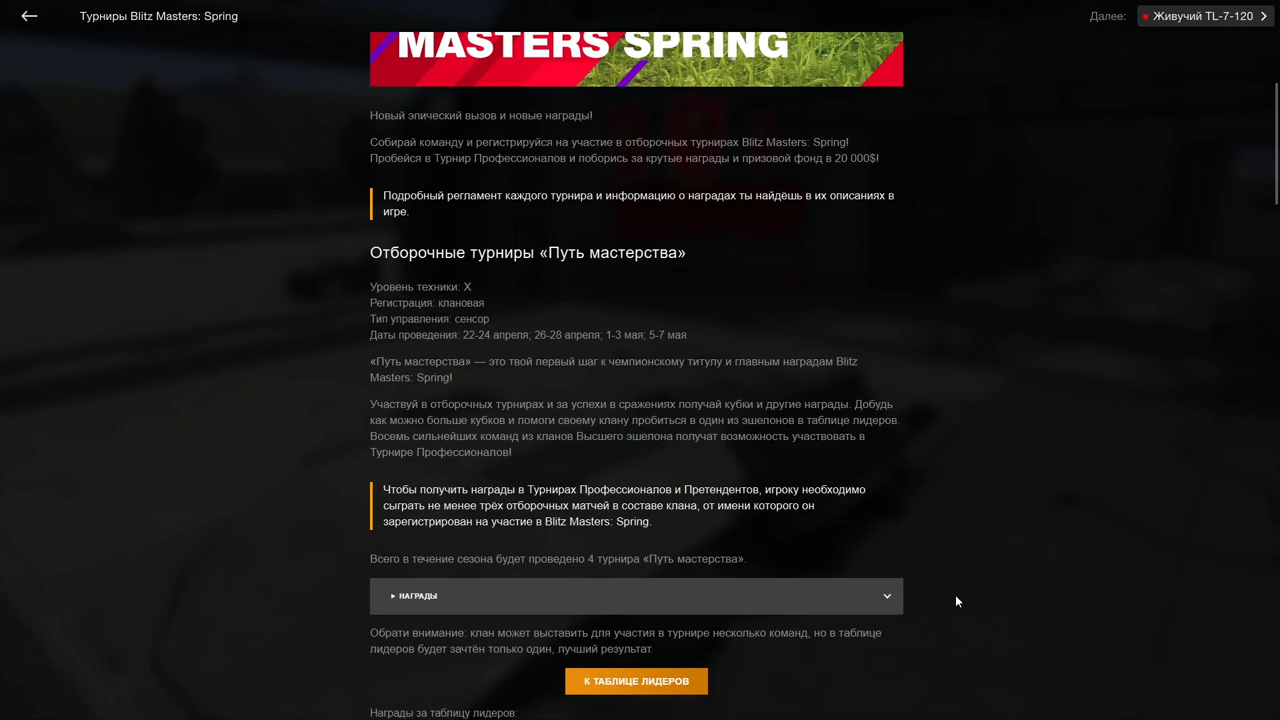 Турниры Blitz Masters: Spring
Далее:
Живучий TL-7-120
MASTERS SPRING
Новый эпический вызов и новые награды!
Собирай команду и регистрируйся на участие в отборочных турнирах Blitz Masters: Spring!
Пробейся в Турнир Профессионалов и поборись за крутые награды и призовой фонд в 20 000$!
Подробный регламент каждого турнира и информацию о наградах ты найдёшь в их описаниях в
игре.
Отборочные турниры «Путь мастерства»
Уровень техники: X
Регистрация: клановая
Тип управления: сенсор
Даты проведения: 22-24 апреля; 26-28 апреля; 1-3 мая; 5-7 мая.
«Путь мастерства» — это твой первый шаг к чемпионскому титулу и главным наградам Blitz
Masters: Spring!
Участвуй в отборочных турнирах и за успехи в сражениях получай кубки и другие награды. Добудь
как можно больше кубков и помоги своему клану пробиться в один из эшелонов в таблице лидеров.
Восемь сильнейших команд из кланов Высшего эшелона получат возможность участвовать в
Турнире Профессионалов!
Чтобы получить награды в Турнирах Профессионалов и Претендентов, игроку необходимо
сыграть не менее трёх отборочных матчей в составе клана, от имени которого он
зарегистрирован на участие в Blitz Masters: Spring.
Всего в течение сезона будет проведено 4 турнира «Путь мастерства».
НАГРАДЫ
Обрати внимание: клан может выставить для участия в турнире несколько команд, но в таблице
лидеров будет зачтён только один, лучший результат.
К ТАБЛИЦЕ ЛИДЕРОВ
Награды за таблицу лидеров: